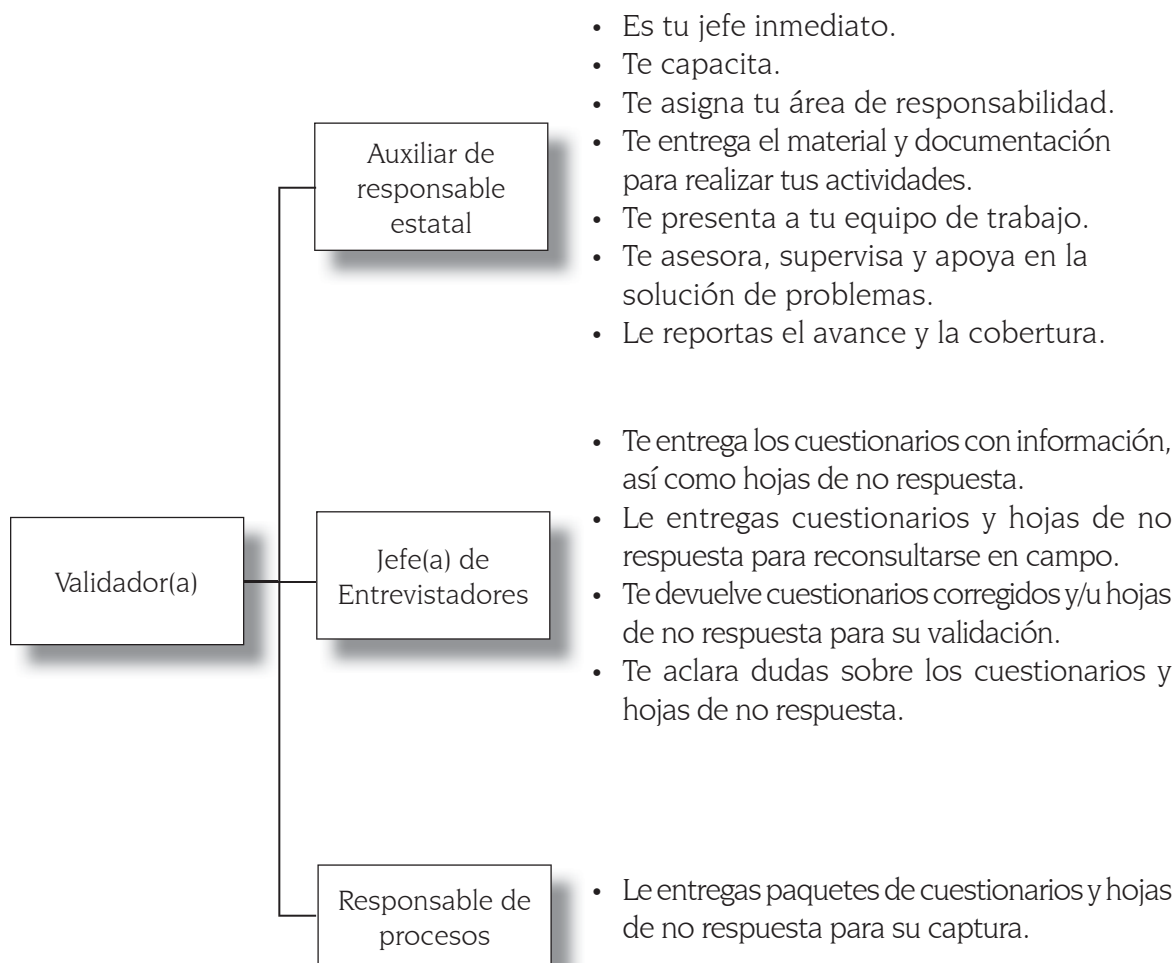 Auxiliar de
responsable
estatal
• Es tu jefe inmediato.
• Te capacita.
• Te asigna tu área de responsabilidad.
• Te entrega el material y documentación
para realizar tus actividades.
• Te presenta a tu equipo de trabajo.
• Te asesora, supervisa y apoya en la
solución de problemas.
• Le reportas el avance y la cobertura.
Validador(a)
Jefe(a) de
Entrevistadores
• Te entrega los cuestionarios con información,
así como hojas de no respuesta.
• Le entregas cuestionarios y hojas de no
respuesta para reconsultarse en campo.
• Te devuelve cuestionarios corregidos y/u hojas
de no respuesta para su validación.
• Te aclara dudas sobre los cuestionarios y
hojas de no respuesta.
Responsable de
procesos
• Le entregas paquetes de cuestionarios y hojas
de no respuesta para su captura.